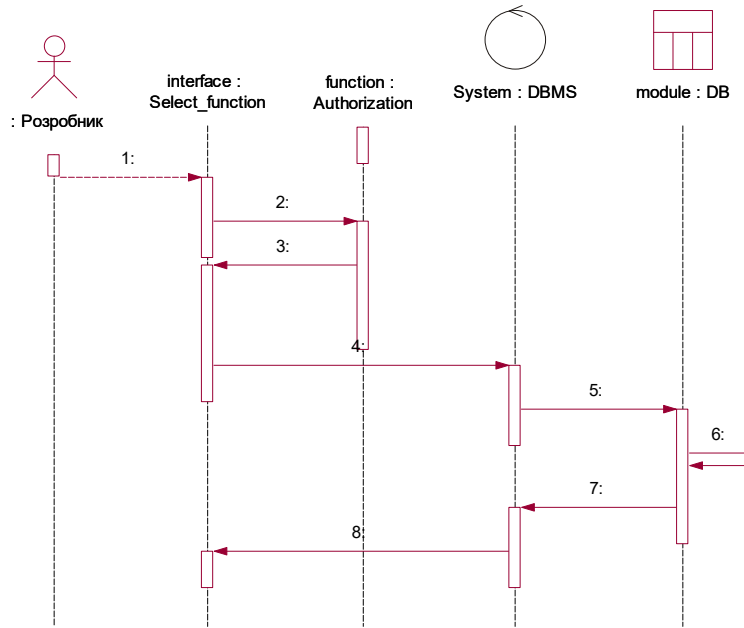 interface :
Select_function
function :
Authorization
System : DBMS
module : DB
: Розробник
1:
2:
3:
4:
5:
6:
7:
8: